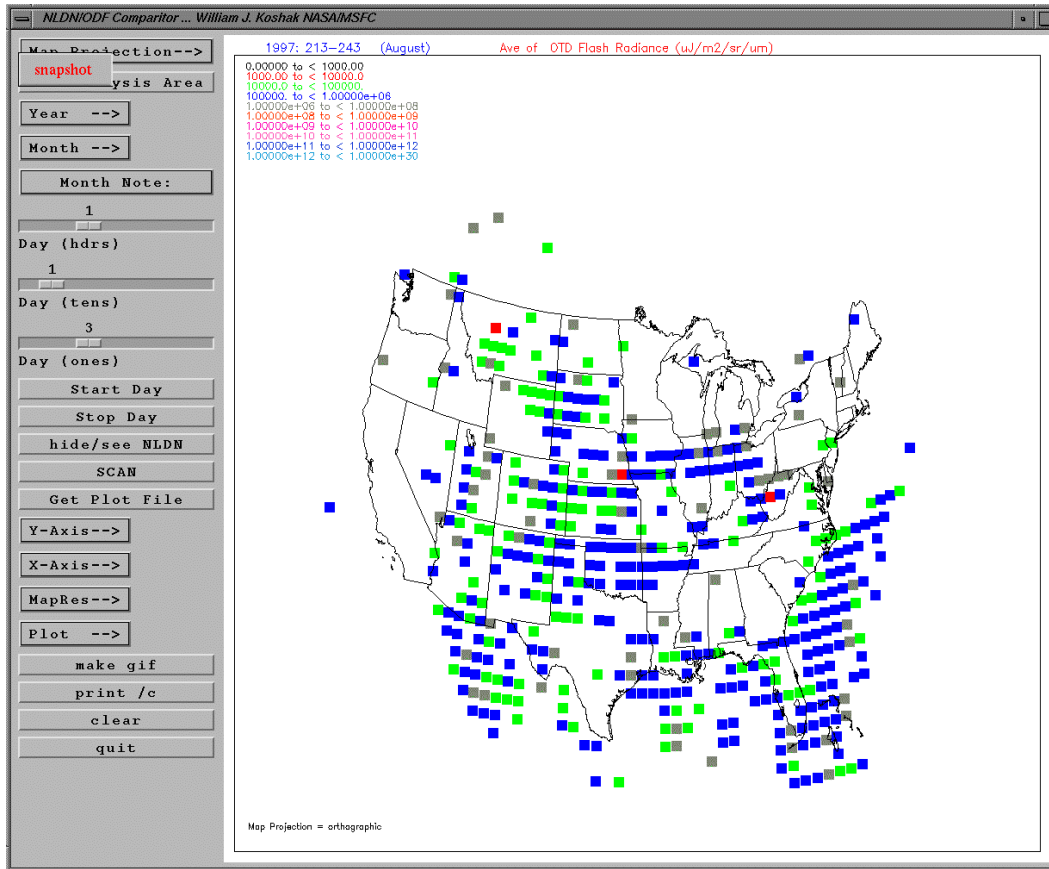 NLDN/ODF Comparitor ... William J. Koshak NASA/MSFC
Map Projection-->
snapshot
ysis Area
Year -->
Month -->
Month Note:
1
Day (hdrs)
1
Day (tens)
3
Day (ones)
Start Day
Stop Day
hide/see NLDN
SCAN
Get Plot File
Y-Axis-->
X-Axis-->
MapRes-->
Plot -->
make gif
print /c
clear
quit
1997: 213-243 (August) Ave of OTD Flash Radiance (uJ/m2/sr/um)
0.00000 to < 1000.00
1000.00 to < 10000.0
10000.0 to < 100000.
100000. to < 1.00000e+06
1.00000e+06 to < 1.00000e+08
1.00000e+08 to < 1.00000e+09
1.00000e+09 to < 1.00000e+10
1.00000e+10 to < 1.00000e+11
1.00000e+11 to < 1.00000e+12
1.00000e+12 to < 1.00000e+30
Map Projection = orthographic